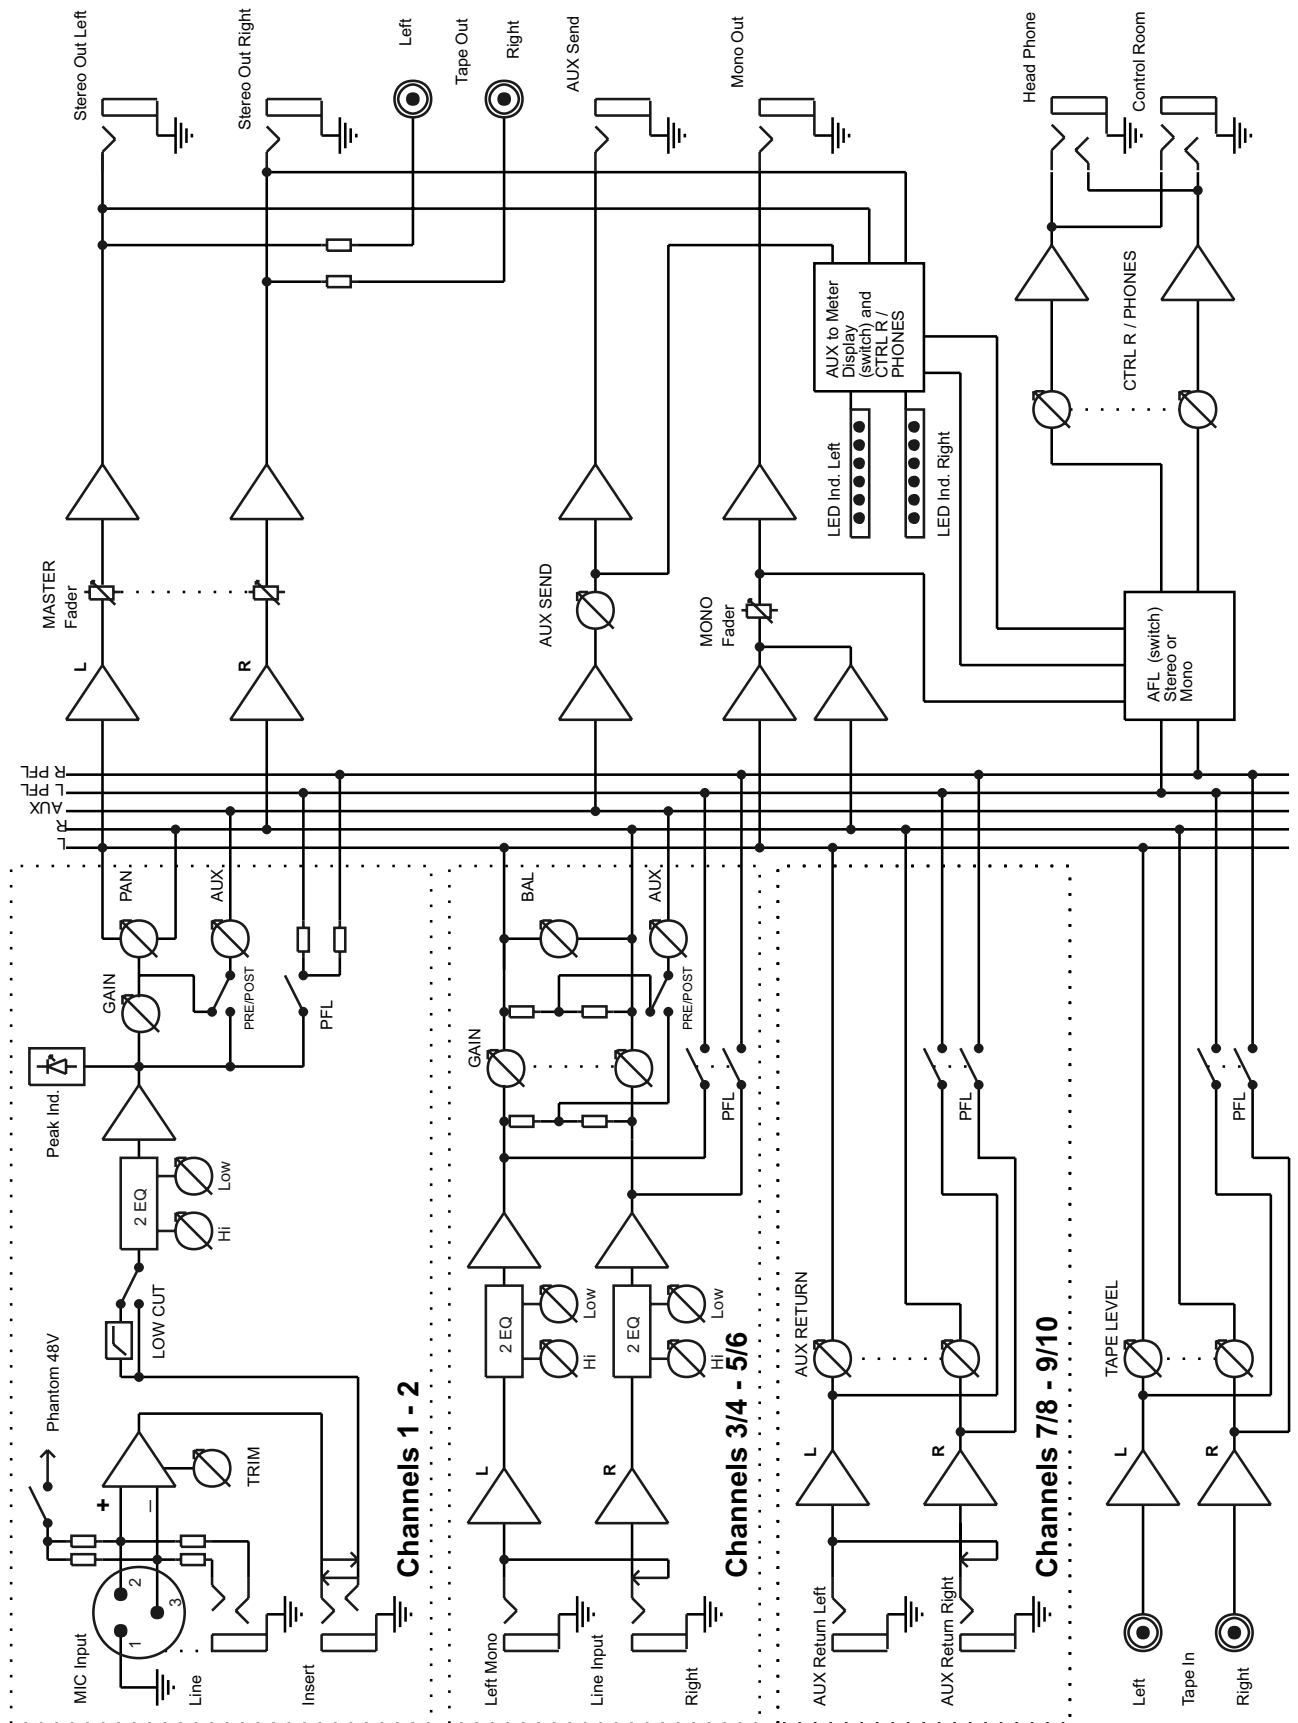 Stereo Out Left
Stereo Out Right
Left
Tape Out
Right
AUX Send
Mono Out
Head Phone
Control Room
MASTER
Fader
L
R
AUX SEND
MONO
Fader
AUX to Meter
Display
(switch) and
CTRL R /
PHONES
LED Ind. Left
LED Ind. Right
CTRL R / PHONES
AFL (switch)
Stereo or
Mono
R PFL
L PFL
AUX
R
L
PAN
AUX
GAIN
PRE/POST
PFL
Peak Ind.
2 EQ
Low
Hi
LOW CUT
Phantom 48V
TRIM
+
–
MIC Input
1
2
3
Line
Insert
Channels 1 - 2
BAL
AUX
PRE/POST
GAIN
PFL
2 EQ
Hi
Low
2 EQ
Hi
Low
L
R
Left Mono
Line Input
Right
Channels 3/4 - 5/6
PFL
AUX RETURN
L
R
AUX Return Left
AUX Return Right
Channels 7/8 - 9/10
PFL
TAPE LEVEL
L
R
Left
Tape In
Right